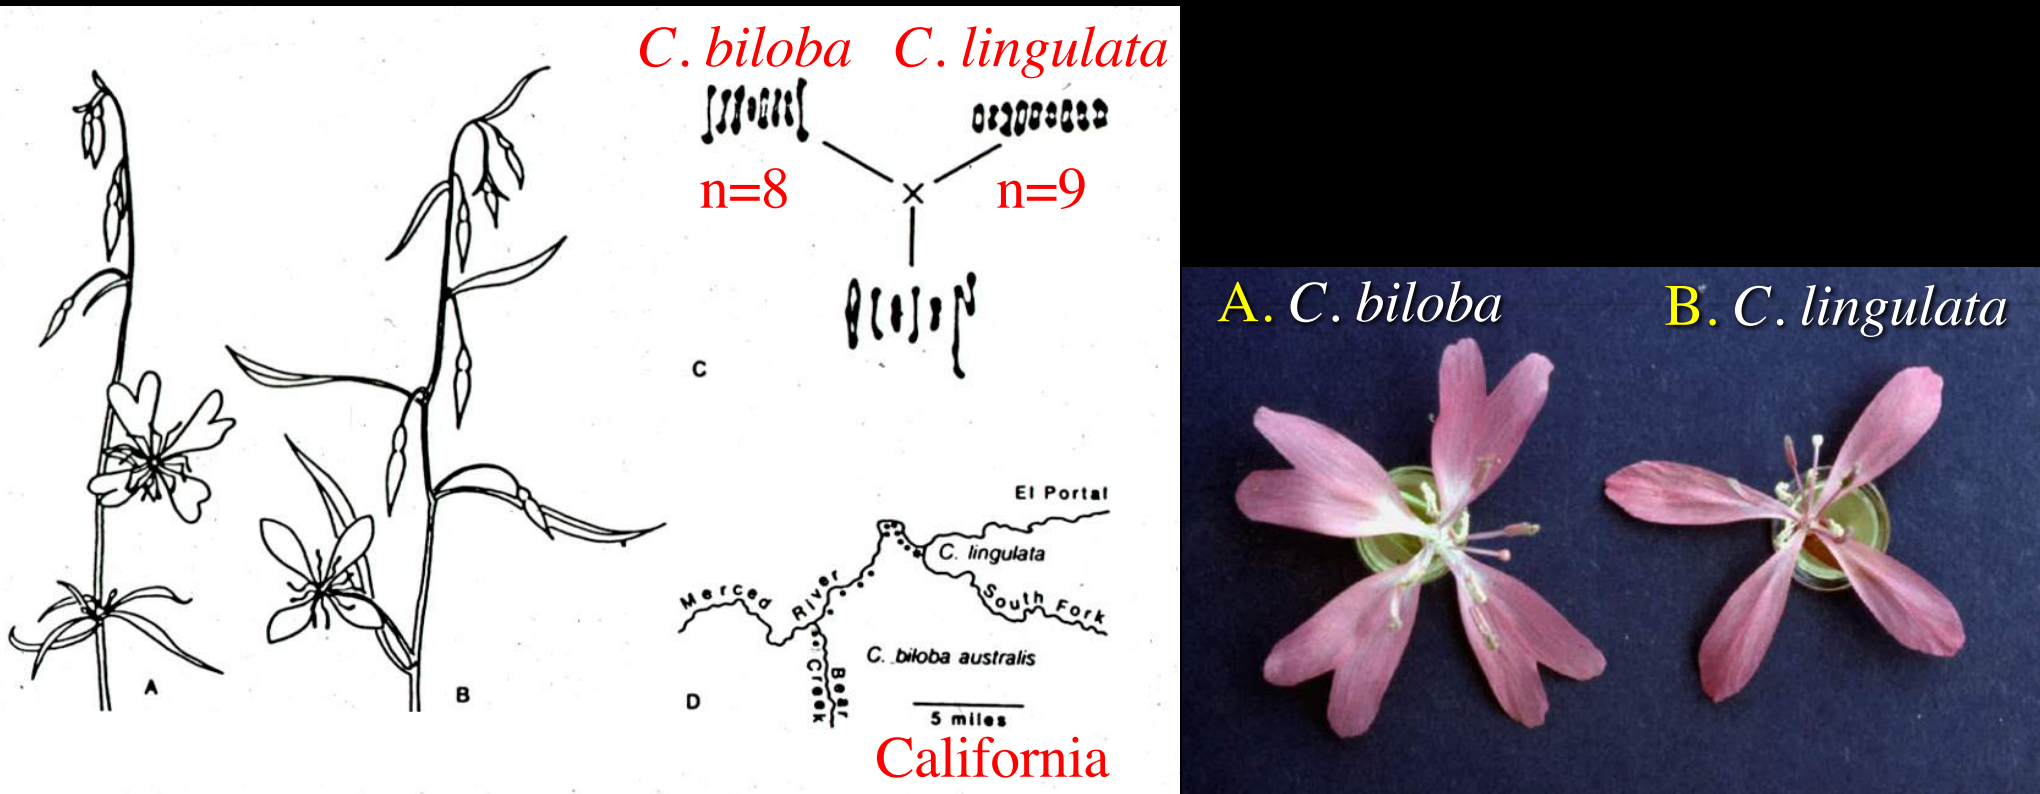 C. biloba C. lingulata
n=8 n=9
C
A
B
El Portal
C. lingulata
Merced River
South Fork
C. biloba australis
Bear Creek
D
5 miles
California
A. C. biloba
B. C. lingulata